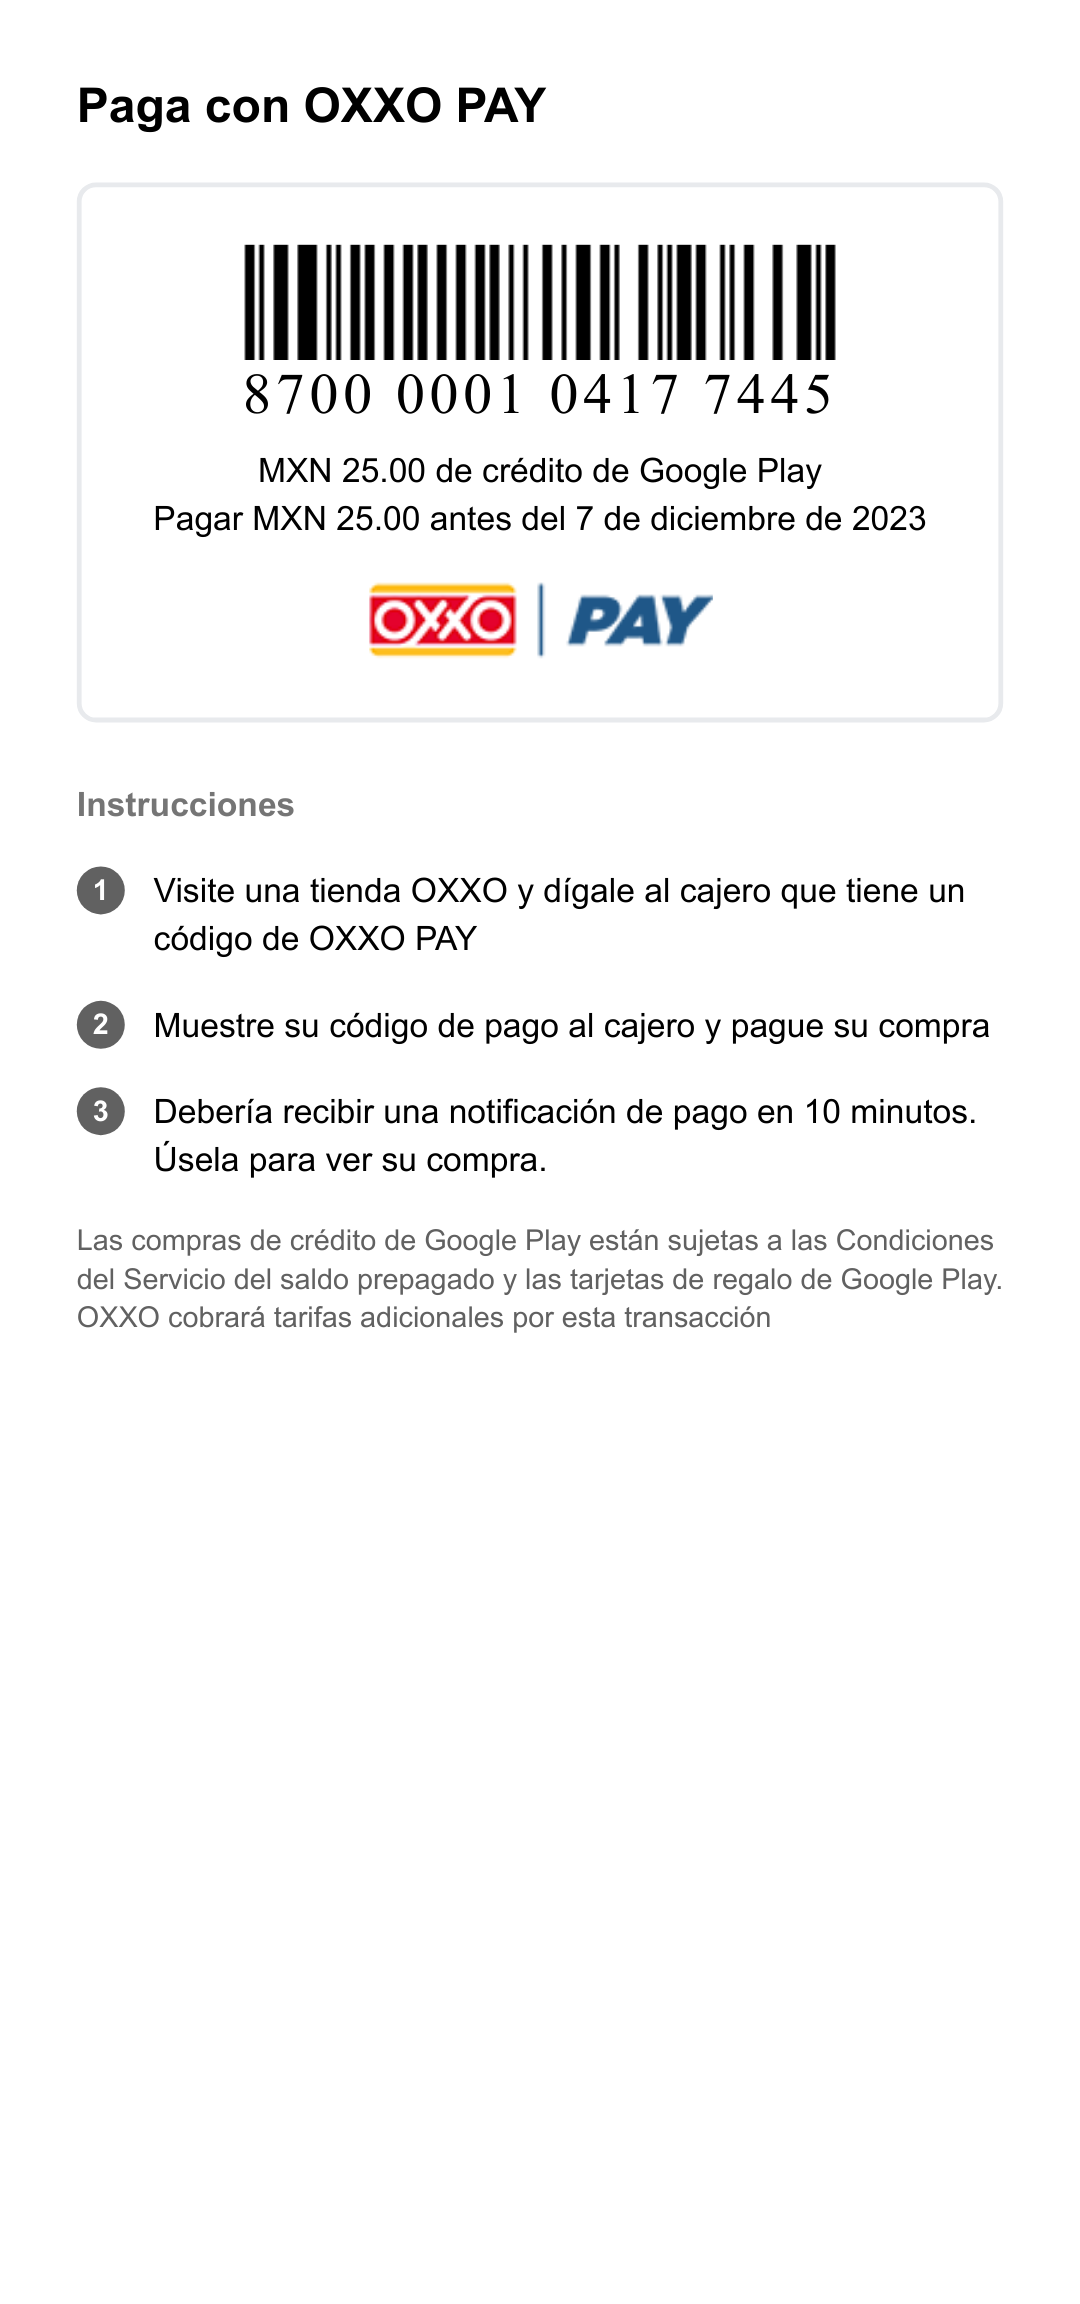 Paga con OXXO PAY
8700 0001 0417 7445
MXN 25.00 de crédito de Google Play
Pagar MXN 25.00 antes del 7 de diciembre de 2023
OXXO PAY
Instrucciones
1 Visite una tienda OXXO y dígale al cajero que tiene un
código de OXXO PAY
2 Muestre su código de pago al cajero y pague su compra
3 Debería recibir una notificación de pago en 10 minutos.
Úsela para ver su compra.
Las compras de crédito de Google Play están sujetas a las Condiciones
del Servicio del saldo prepagado y las tarjetas de regalo de Google Play.
OXXO cobrará tarifas adicionales por esta transacción